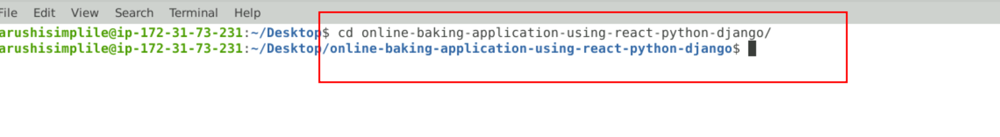 File Edit View Search Terminal Help
arushisimplile@ip-172-31-73-231:~/Desktop$ cd online-baking-application-using-react-python-django/
arushisimplile@ip-172-31-73-231:~/Desktop/online-baking-application-using-react-python-django$